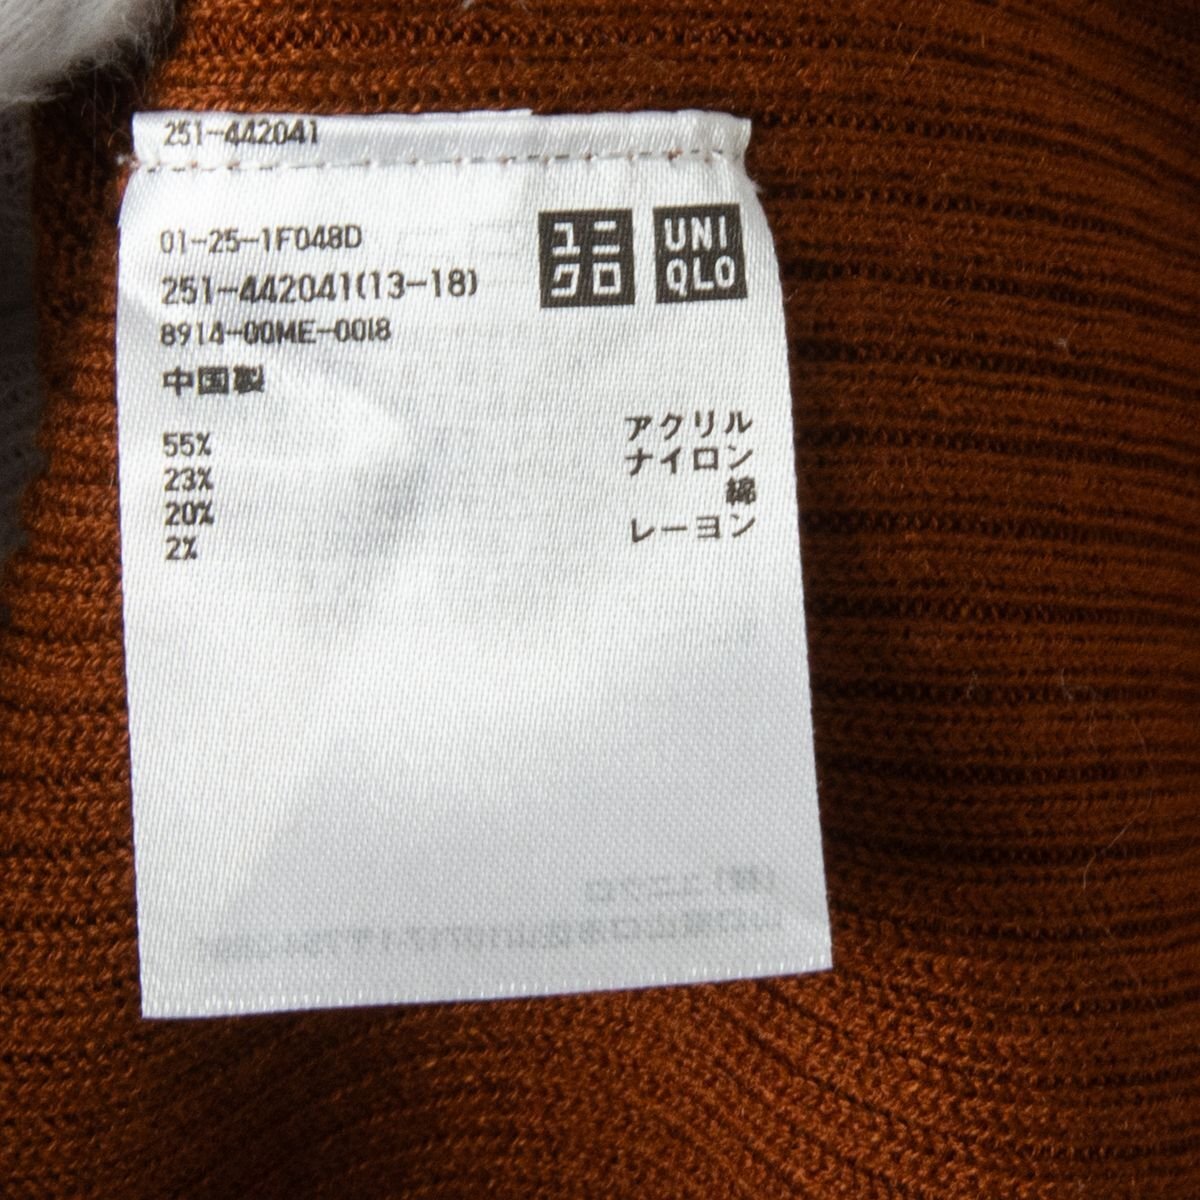 251-442041
01-25-1F048D
251-442041(13-18)
8914-00ME-0018
中国製
ユニ
クロ
UNI
QLO
55% アクリル
23% ナイロン
20% 綿
2% レーヨン